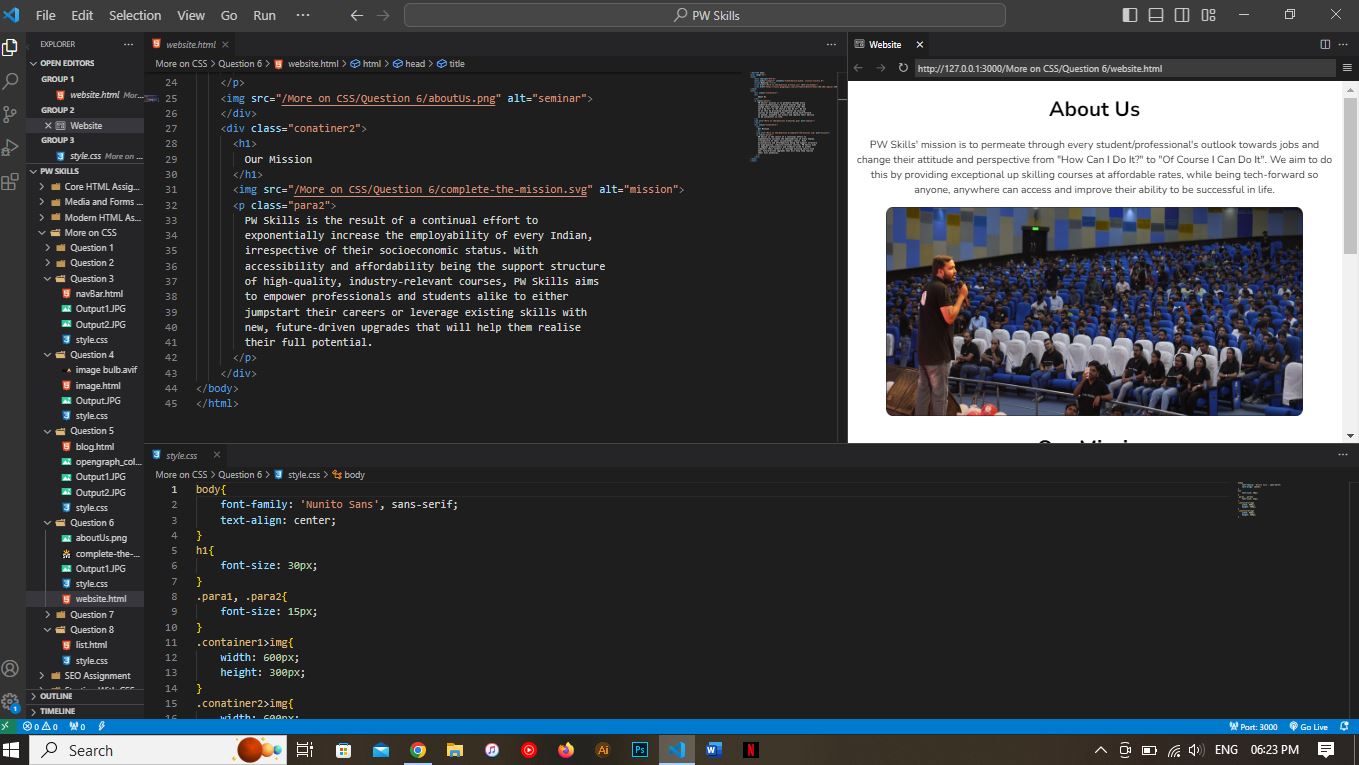 File Edit Selection View Go Run ··· PW Skills
EXPLORER ···
OPEN EDITORS
GROUP 1
website.html Mor...
GROUP 2
Website
GROUP 3
style.css More on ...
PW SKILLS
Core HTML Assig...
Media and Forms ...
Modern HTML As...
More on CSS
Question 1
Question 2
Question 3
navBar.html
Output1.JPG
Output2.JPG
style.css
Question 4
image bulb.avif
image.html
Output.JPG
style.css
Question 5
blog.html
opengraph_col...
Output1.JPG
Output2.JPG
style.css
Question 6
aboutUs.png
complete-the-...
Output1.JPG
style.css
website.html
Question 7
Question 8
list.html
style.css
SEO Assignment
OUTLINE
TIMELINE
website.html
More on CSS > Question 6 > website.html > html > head > title
24 </p>
25 <img src="/More on CSS/Question 6/aboutUs.png" alt="seminar">
26 </div>
27 <div class="conatiner2">
28 <h1>
29 Our Mission
30 </h1>
31 <img src="/More on CSS/Question 6/complete-the-mission.svg" alt="mission">
32 <p class="para2">
33 PW Skills is the result of a continual effort to
34 exponentially increase the employability of every Indian,
35 irrespective of their socioeconomic status. With
36 accessibility and affordability being the support structure
37 of high-quality, industry-relevant courses, PW Skills aims
38 to empower professionals and students alike to either
39 jumpstart their careers or leverage existing skills with
40 new, future-driven upgrades that will help them realise
41 their full potential.
42 </p>
43 </div>
44 </body>
45 </html>
Website
http://127.0.0.1:3000/More on CSS/Question 6/website.html
About Us
PW Skills' mission is to permeate through every student/professional's outlook towards jobs and
change their attitude and perspective from "How Can I Do It?" to "Of Course I Can Do It". We aim to do
this by providing exceptional up skilling courses at affordable rates, while being tech-forward so
anyone, anywhere can access and improve their ability to be successful in life.
style.css
More on CSS > Question 6 > style.css > body
1 body{
2 font-family: 'Nunito Sans', sans-serif;
3 text-align: center;
4 }
5 h1{
6 font-size: 30px;
7 }
8 .para1, .para2{
9 font-size: 15px;
10 }
11 .container1>img{
12 width: 600px;
13 height: 300px;
14 }
15 .conatiner2>img{
16 width: 600px;
0 0 0 Port: 3000 Go Live
Search ENG 06:23 PM